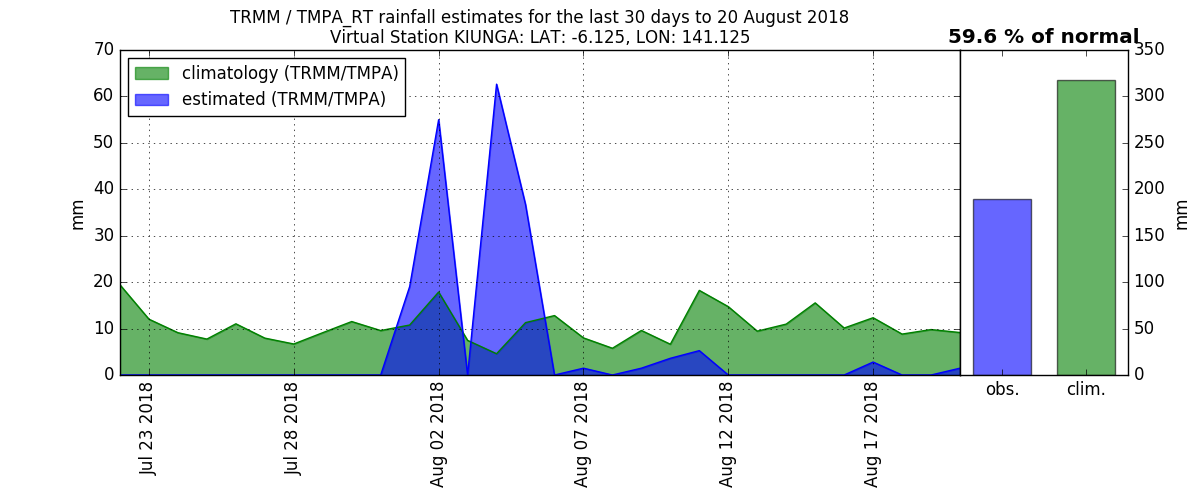 TRMM / TMPA_RT rainfall estimates for the last 30 days to 20 August 2018
Virtual Station KIUNGA: LAT: -6.125, LON: 141.125
59.6 % of normal
climatology (TRMM/TMPA)
estimated (TRMM/TMPA)
mm
70
60
50
40
30
20
10
0
Jul 23 2018
Jul 28 2018
Aug 02 2018
Aug 07 2018
Aug 12 2018
Aug 17 2018
350
300
250
200
150
100
50
0
mm
obs.
clim.